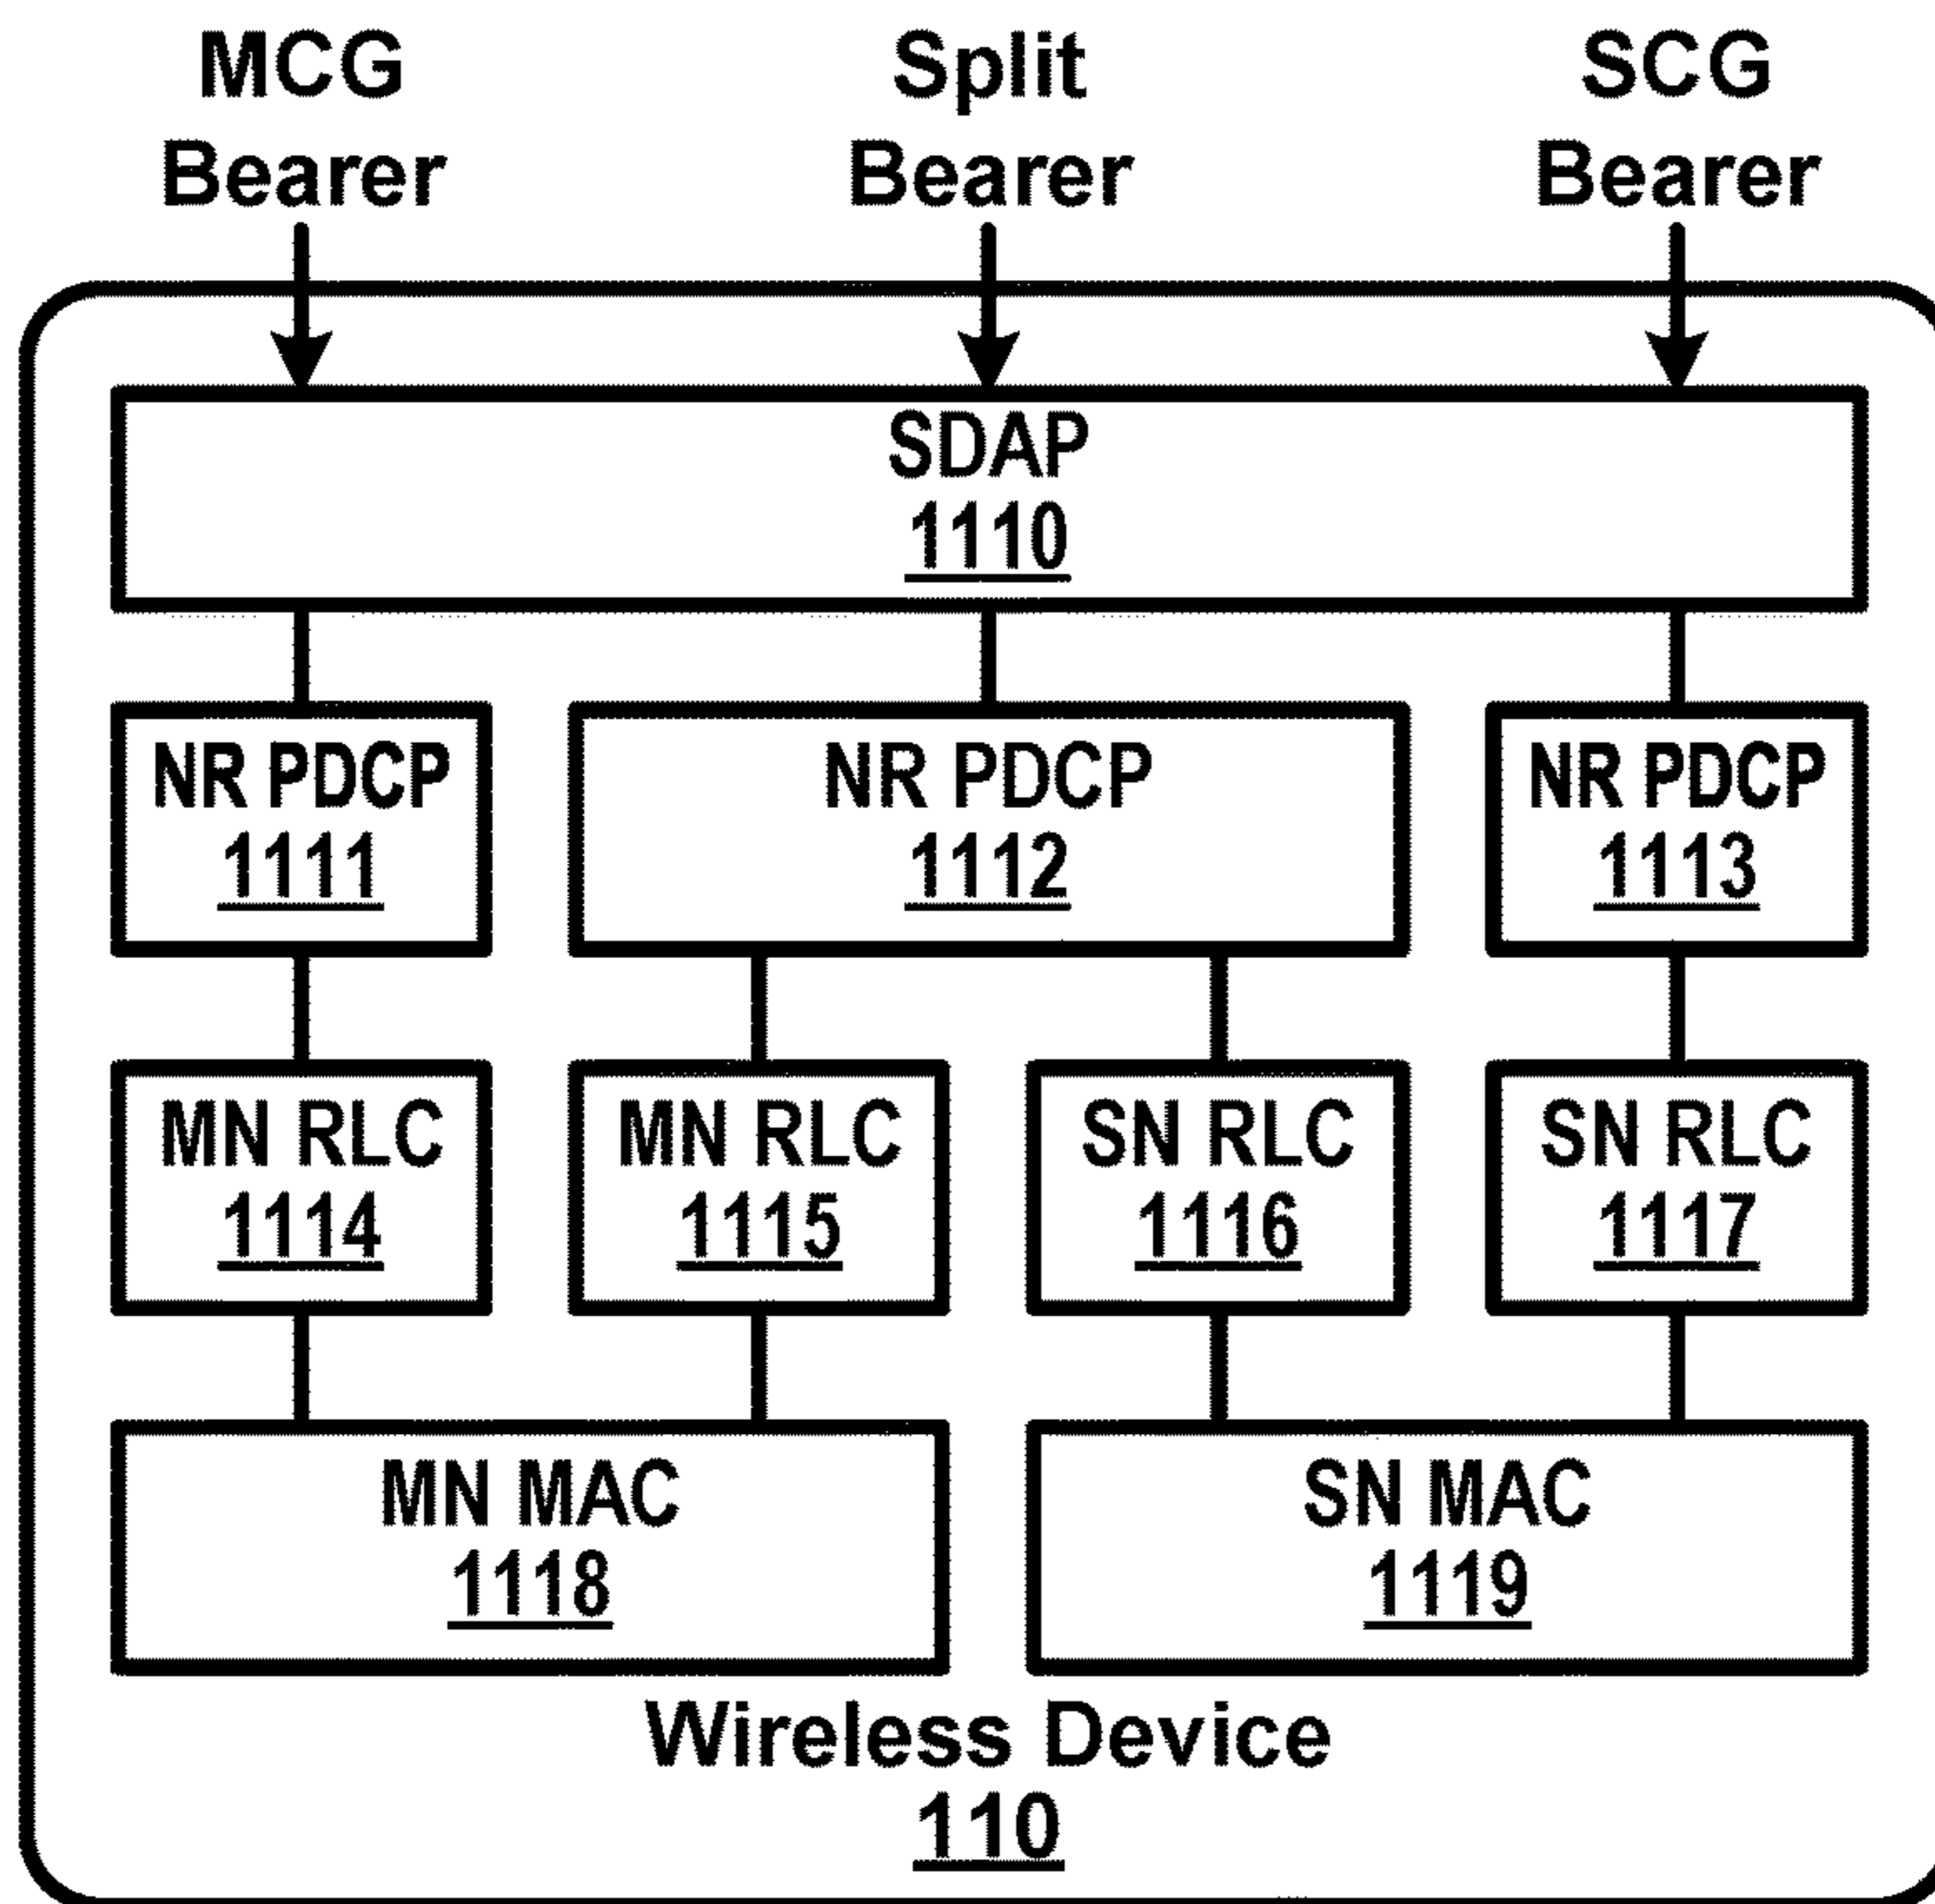 MCG Bearer
Split Bearer
SCG Bearer
SDAP
1110
NR PDCP
1111
NR PDCP
1112
NR PDCP
1113
MN RLC
1114
MN RLC
1115
SN RLC
1116
SN RLC
1117
MN MAC
1118
SN MAC
1119
Wireless Device
110